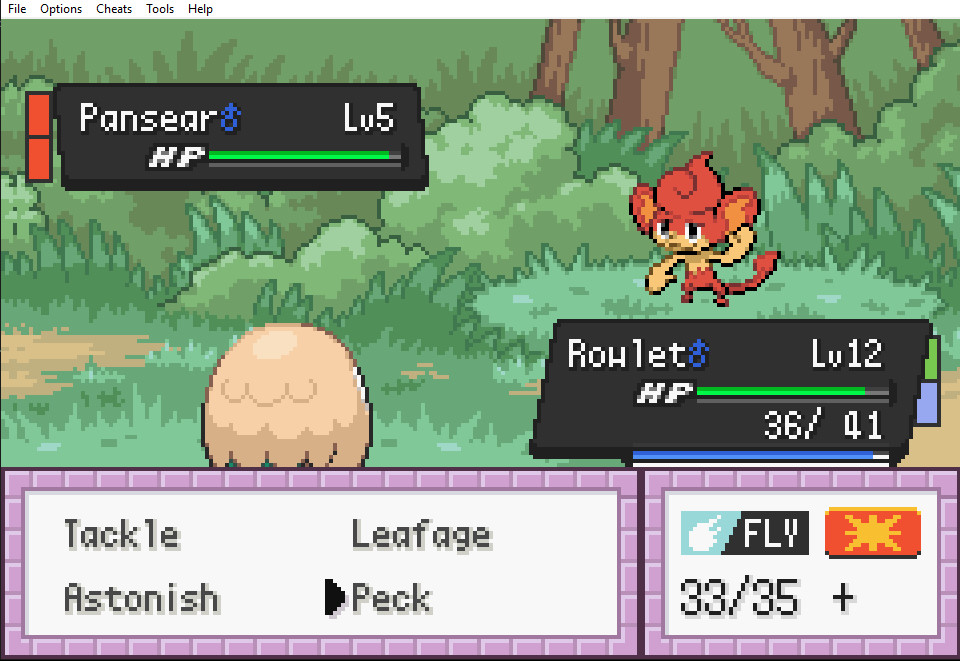 File Options Cheats Tools Help
Pansear♂ Lv5
HP
Rowlet♂ Lv12
HP
36/ 41
Tackle Leafage
Astonish Peck
FLY
33/35 +